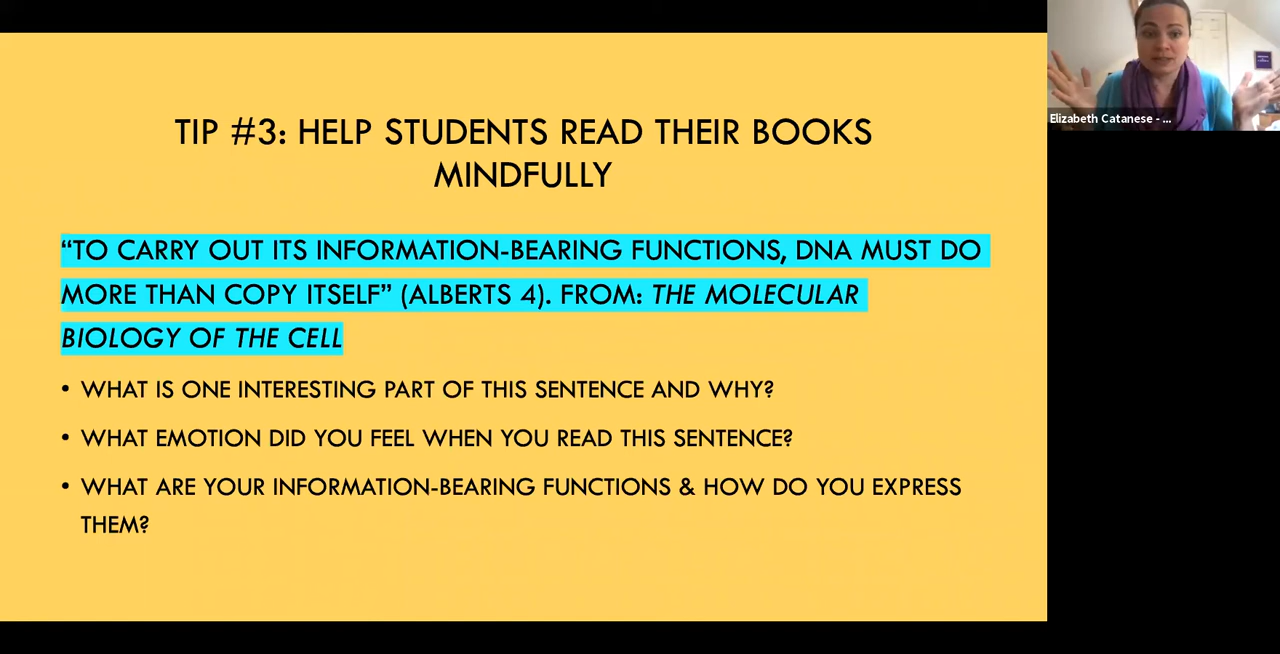 TIP #3: HELP STUDENTS READ THEIR BOOKS
MINDFULLY
“TO CARRY OUT ITS INFORMATION-BEARING FUNCTIONS, DNA MUST DO
MORE THAN COPY ITSELF” (ALBERTS 4). FROM: THE MOLECULAR
BIOLOGY OF THE CELL
• WHAT IS ONE INTERESTING PART OF THIS SENTENCE AND WHY?
• WHAT EMOTION DID YOU FEEL WHEN YOU READ THIS SENTENCE?
• WHAT ARE YOUR INFORMATION-BEARING FUNCTIONS & HOW DO YOU EXPRESS
THEM?
Elizabeth Catanese - ...